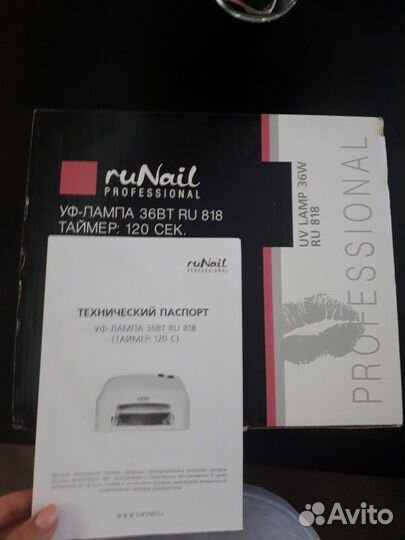 ruNail
PROFESSIONAL
УФ-ЛАМПА 36ВТ RU 818
ТАЙМЕР: 120 СЕК.
UV LAMP 36W
RU 818
PROFESSIONAL
ruNail
PROFESSIONAL
ТЕХНИЧЕСКИЙ ПАСПОРТ
УФ-ЛАМПА 36ВТ RU 818
(ТАЙМЕР: 120 С)
www.runail.ru
Avito